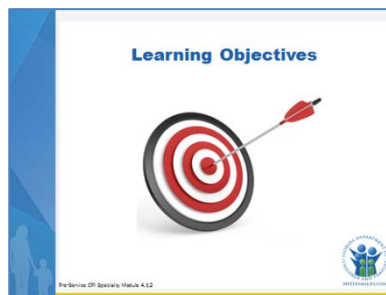 Learning Objectives
Pre-Service CPI Specialty Module 4.1.2
MYFLFAMILIES.COM